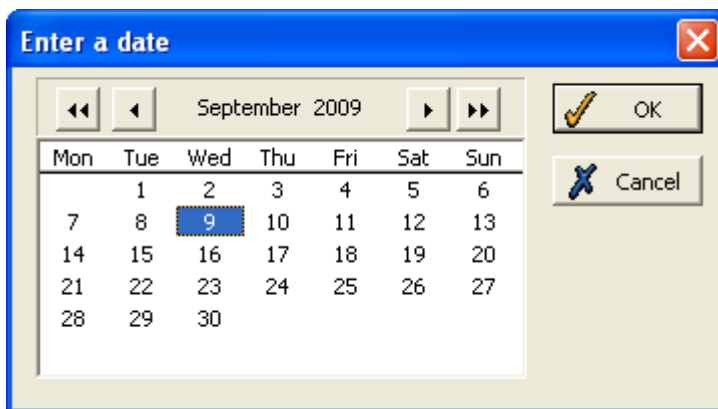 Enter a date
September 2009
OK
Mon Tue Wed Thu Fri Sat Sun
Cancel
1 2 3 4 5 6
7 8 9 10 11 12 13
14 15 16 17 18 19 20
21 22 23 24 25 26 27
28 29 30